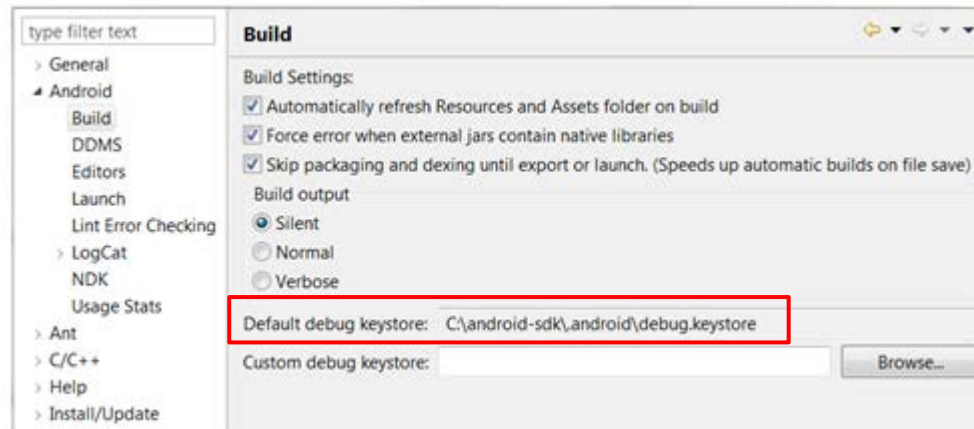 type filter text
General
Android
Build
DDMS
Editors
Launch
Lint Error Checking
LogCat
NDK
Usage Stats
Ant
C/C++
Help
Install/Update
Build
Build Settings:
Automatically refresh Resources and Assets folder on build
Force error when external jars contain native libraries
Skip packaging and dexing until export or launch. (Speeds up automatic builds on file save)
Build output
Silent
Normal
Verbose
Default debug keystore: C:\android-sdk\.android\debug.keystore
Custom debug keystore:
Browse...